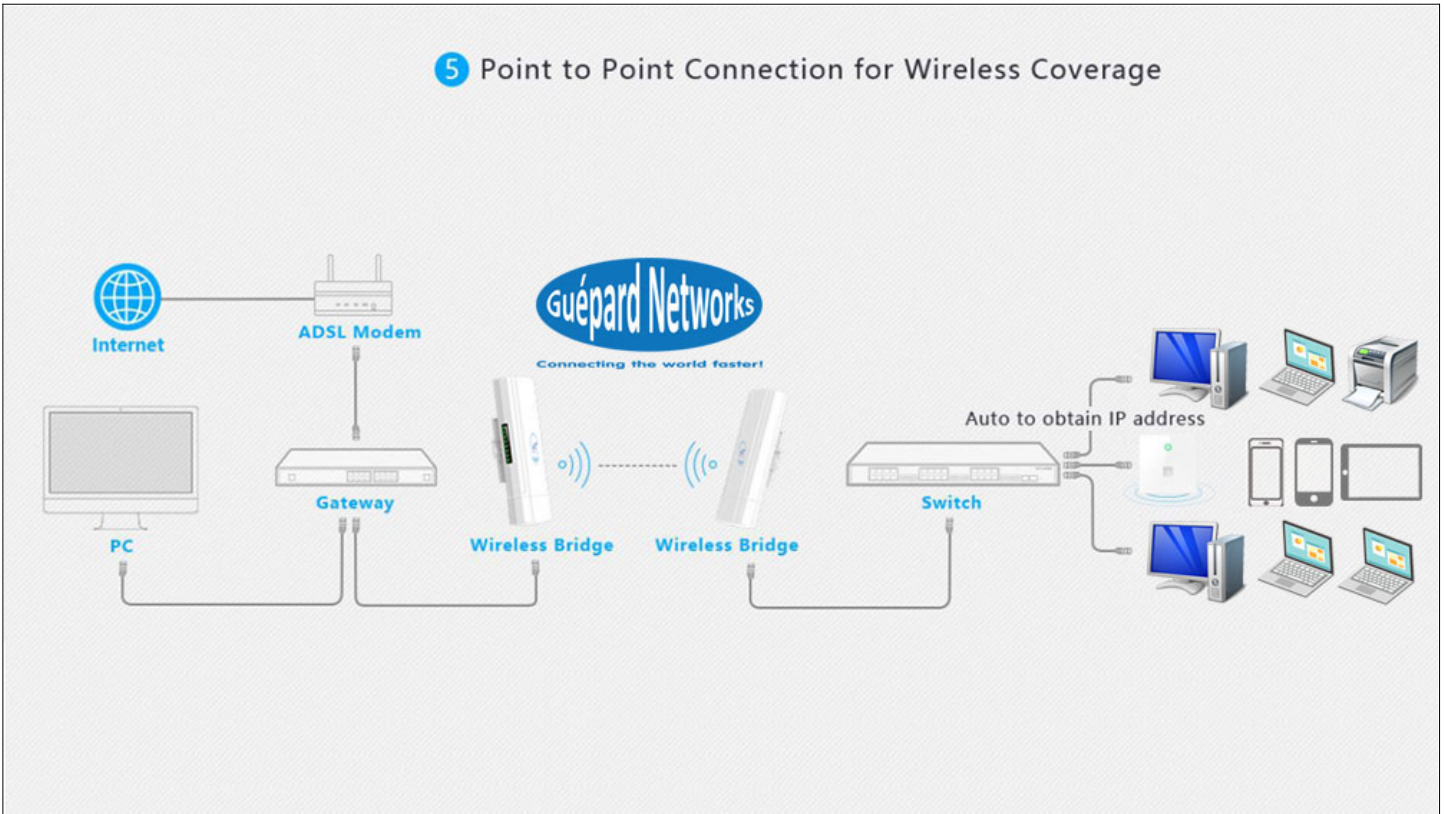 5 Point to Point Connection for Wireless Coverage
Guépard Networks
Connecting the world faster!
Internet
ADSL Modem
PC
Gateway
Wireless Bridge
Wireless Bridge
Auto to obtain IP address
Switch